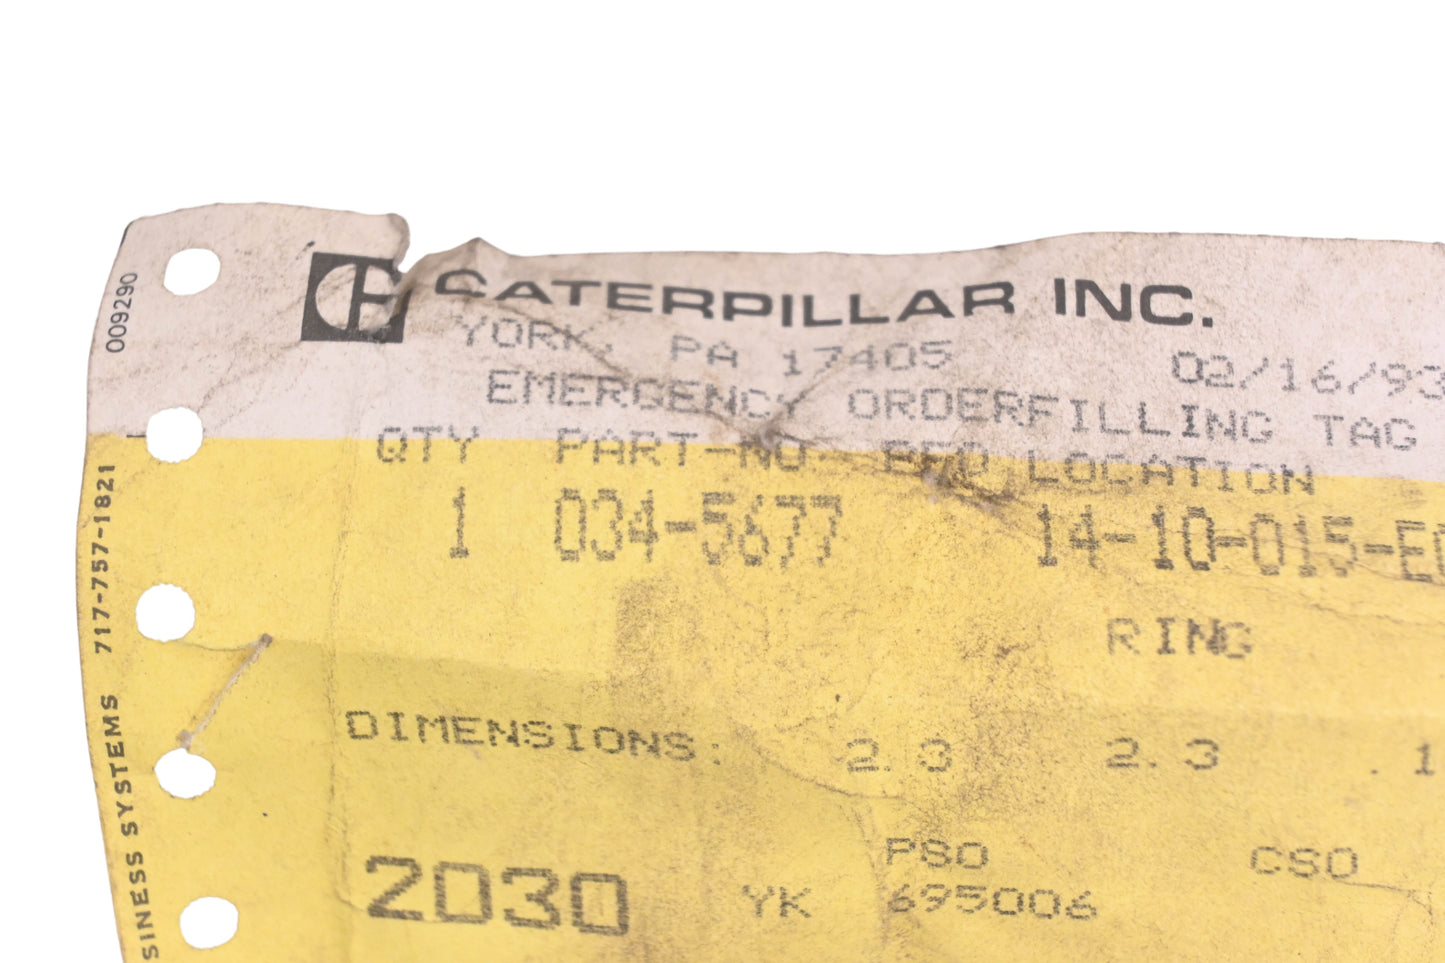 CATERPILLAR INC.
YORK, PA 17405 02/16/93
EMERGENCY ORDERFILLING TAG
QTY PART-NO BFO LOCATION
1 034-5677 14-10-015-E
RING
DIMENSIONS: 2.3 2.3 .1
PSO CSO
2030 YK 695006
009290
717-757-1821
SINESS SYSTEMS